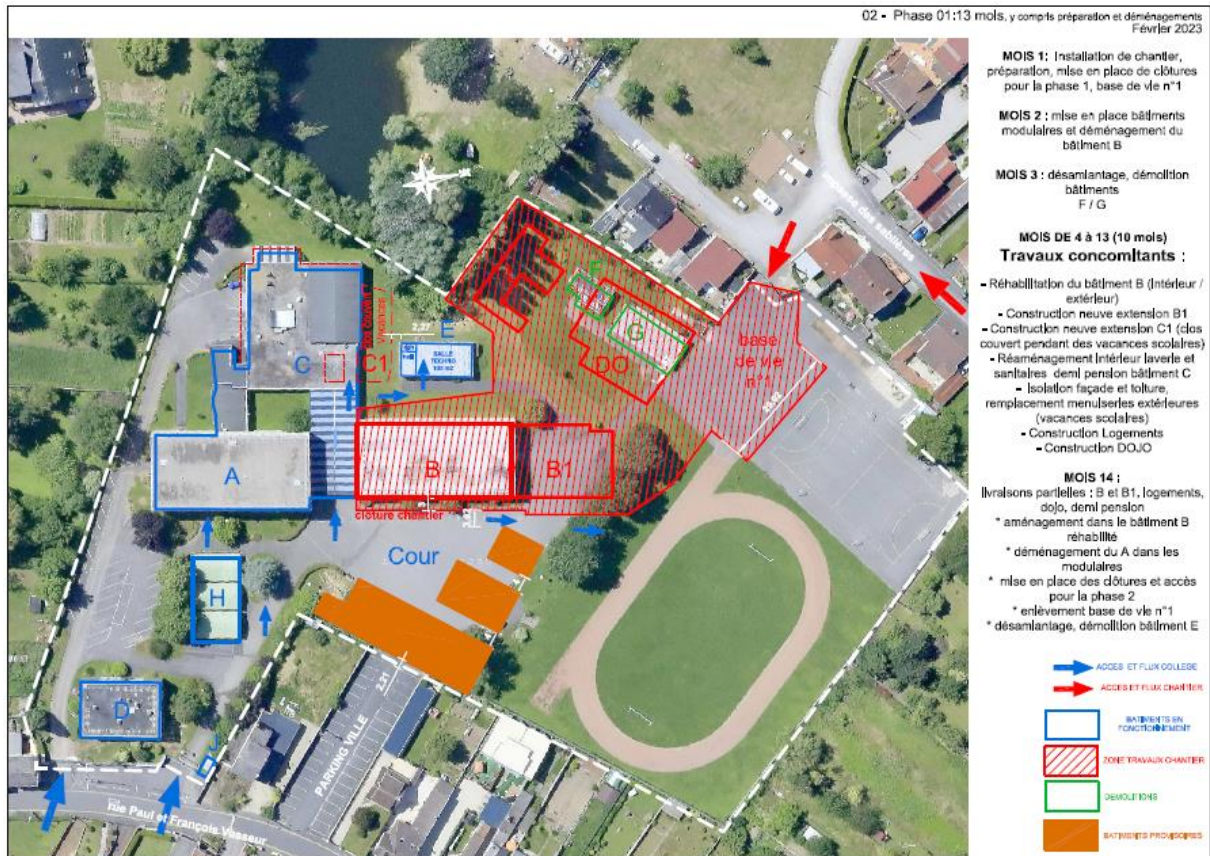 02 - Phase 01:13 mois, y compris préparation et déménagements
Février 2023
MOIS 1: Installation de chantier,
préparation, mise en place de clôtures
pour la phase 1, base de vie n°1
MOIS 2 : mise en place bâtiments
modulaires et déménagement du
bâtiment B
MOIS 3 : désamiantage, démolition
bâtiments
F / G
MOIS DE 4 à 13 (10 mois)
Travaux concomitants :
- Réhabilitation du bâtiment B (intérieur /
extérieur)
- Construction neuve extension B1
- Construction neuve extension C1 (clos
couvert pendant des vacances scolaires)
- Réaménagement intérieur laverie et
sanitaires demi pension bâtiment C
- Isolation façade et toiture,
remplacement menuiseries extérieures
(vacances scolaires)
- Construction Logements
- Construction DOJO
MOIS 14 :
livraisons partielles : B et B1, logements,
dojo, demi pension
* aménagement dans le bâtiment B
réhabilité
* déménagement du A dans les
modulaires
* mise en place des clôtures et accès
pour la phase 2
* enlèvement base de vie n°1
* désamiantage, démolition bâtiment E
ACCES ET FLUX COLLEGE
ACCES ET FLUX CHANTIER
BATIMENTS EN
FONCTIONNEMENT
ZONE TRAVAUX CHANTIER
DEMOLITIONS
BATIMENTS PROVISOIRES
F
G
DO
base
de vie
n°1
E
2,27
SALLE
TECHNO
C
C1
vacances
A
B
B1
clôture chantier
Cour
H
D
J
2,21
PARKING VILLE
rue Paul et François Vasseur